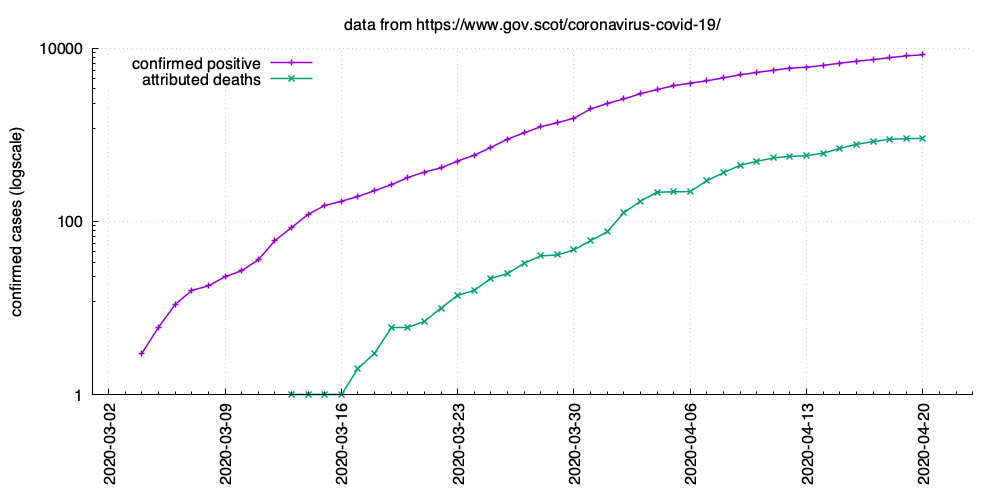 data from https://www.gov.scot/coronavirus-covid-19/
10000
confirmed positive
attributed deaths
confirmed cases (logscale)
100
1
2020-03-02
2020-03-09
2020-03-16
2020-03-23
2020-03-30
2020-04-06
2020-04-13
2020-04-20